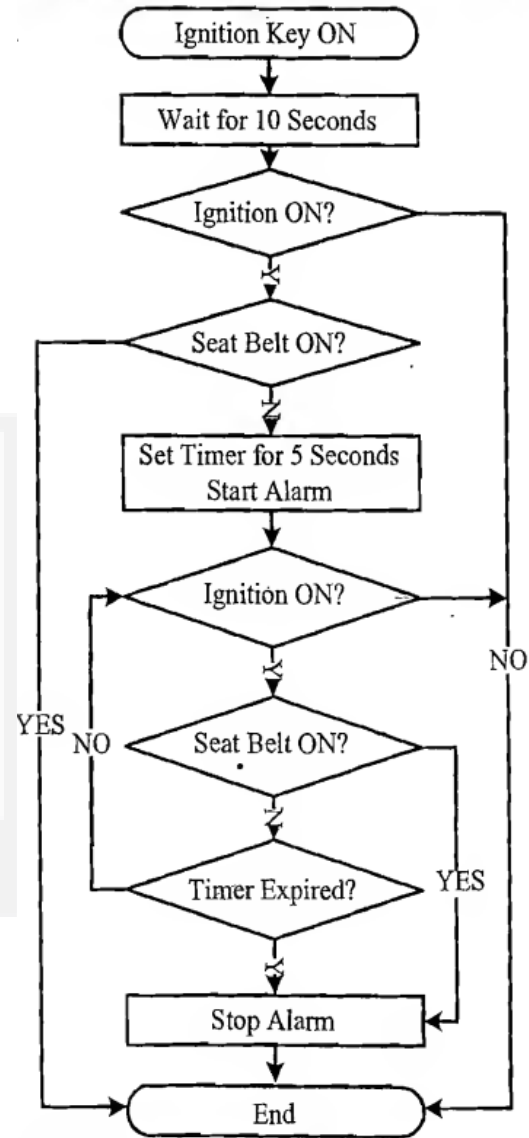 Ignition Key ON
Wait for 10 Seconds
Ignition ON?
Y
Seat Belt ON?
N
Set Timer for 5 Seconds
Start Alarm
Ignition ON?
NO
Y
YES
NO
Seat Belt ON?
N
Timer Expired?
YES
Y
Stop Alarm
End